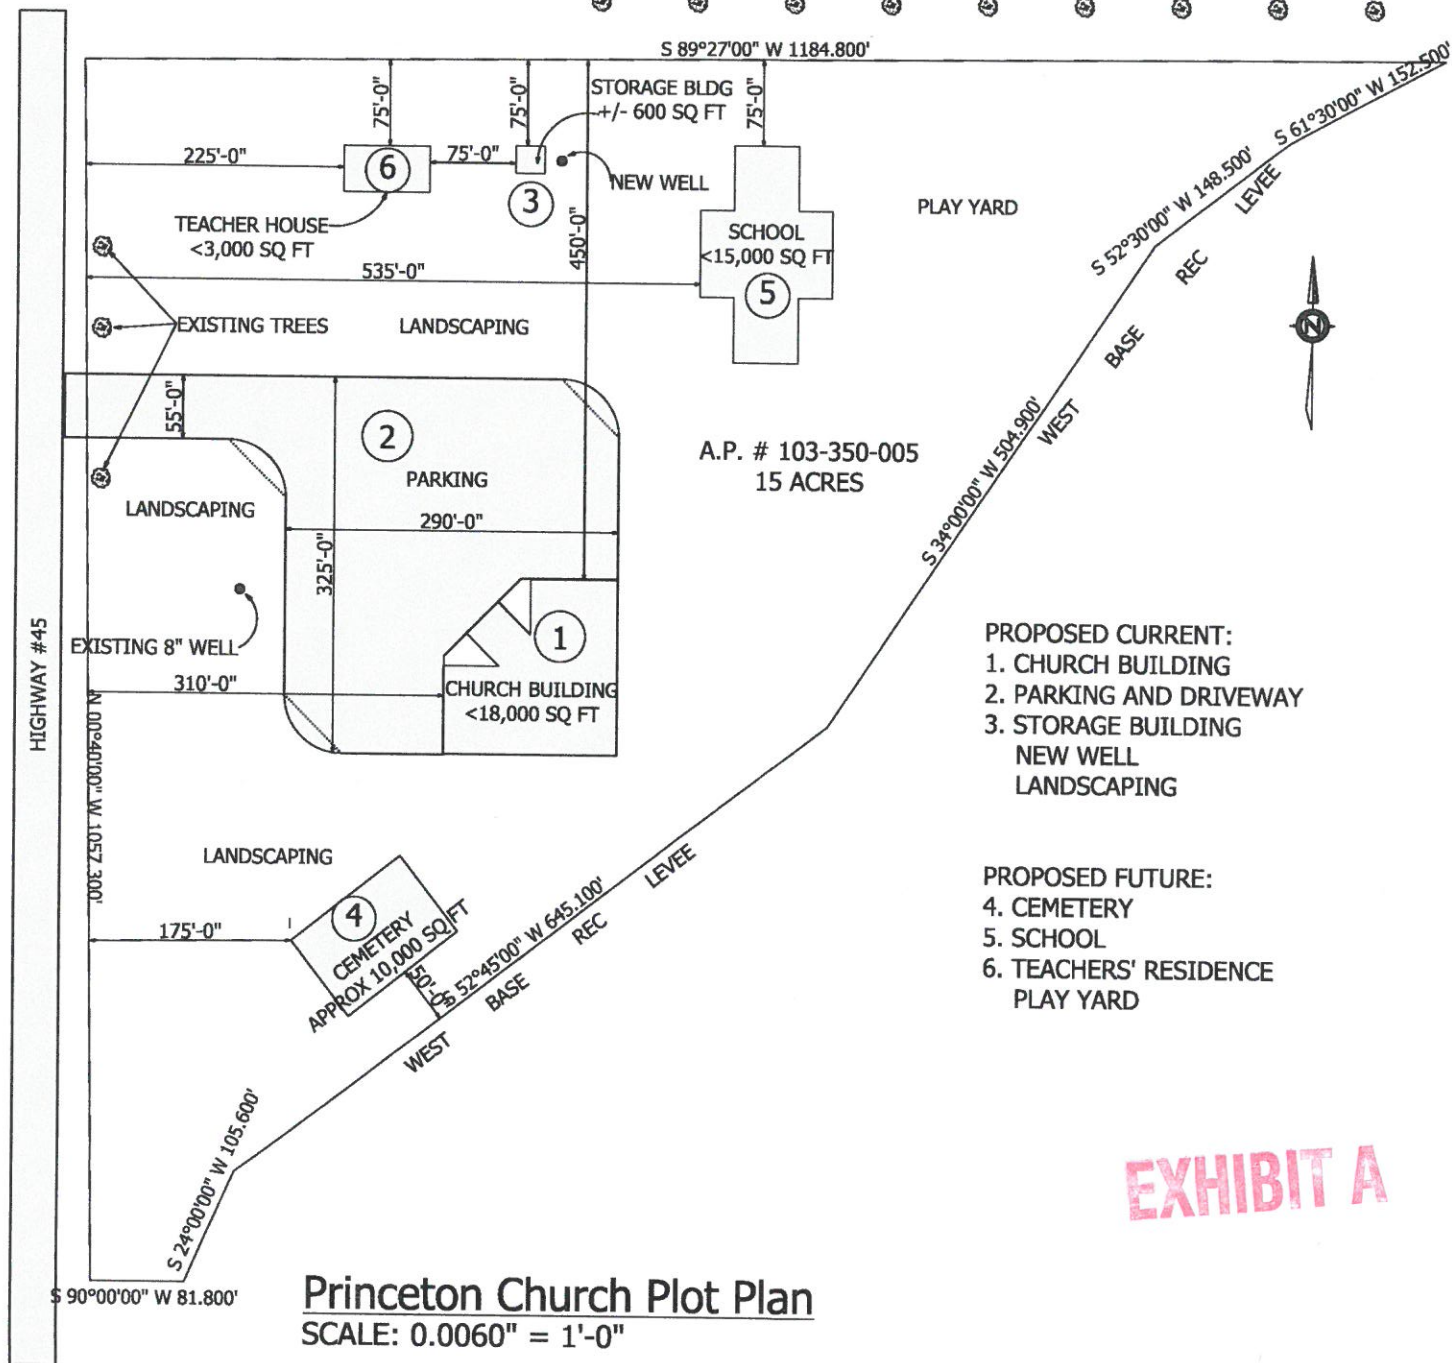 S 89°27'00" W 1184.800'
S 61°30'00" W 152.500'
75'-0"
75'-0"
STORAGE BLDG
+/- 600 SQ FT
75'-0"
225'-0"
6
75'-0"
3
NEW WELL
TEACHER HOUSE
<3,000 SQ FT
450'-0"
SCHOOL
<15,000 SQ FT
5
PLAY YARD
S 52°30'00" W 148.500'
LEVEE
REC
BASE
WEST
535'-0"
EXISTING TREES
LANDSCAPING
N
55'-0"
2
PARKING
A.P. # 103-350-005
15 ACRES
S 34°00'00" W 504.900'
LANDSCAPING
290'-0"
325'-0"
HIGHWAY #45
EXISTING 8" WELL
1
CHURCH BUILDING
<18,000 SQ FT
310'-0"
N 00°40'00" W 1057.300'
PROPOSED CURRENT:
1. CHURCH BUILDING
2. PARKING AND DRIVEWAY
3. STORAGE BUILDING
NEW WELL
LANDSCAPING
LANDSCAPING
175'-0"
4
CEMETERY
APPROX 10,000 SQ FT
50'-0"
S 52°45'00" W 645.100'
LEVEE
REC
BASE
WEST
PROPOSED FUTURE:
4. CEMETERY
5. SCHOOL
6. TEACHERS' RESIDENCE
PLAY YARD
S 24°00'00" W 105.600'
S 90°00'00" W 81.800'
EXHIBIT A
Princeton Church Plot Plan
SCALE: 0.0060" = 1'-0"